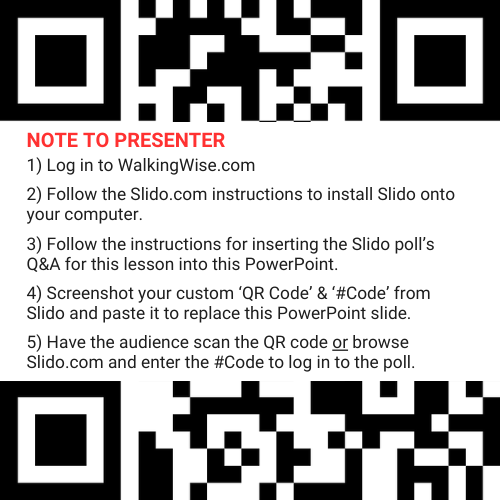 NOTE TO PRESENTER
1) Log in to WalkingWise.com
2) Follow the Slido.com instructions to install Slido onto
your computer.
3) Follow the instructions for inserting the Slido poll’s
Q&A for this lesson into this PowerPoint.
4) Screenshot your custom ‘QR Code’ & ‘#Code’ from
Slido and paste it to replace this PowerPoint slide.
5) Have the audience scan the QR code or browse
Slido.com and enter the #Code to log in to the poll.